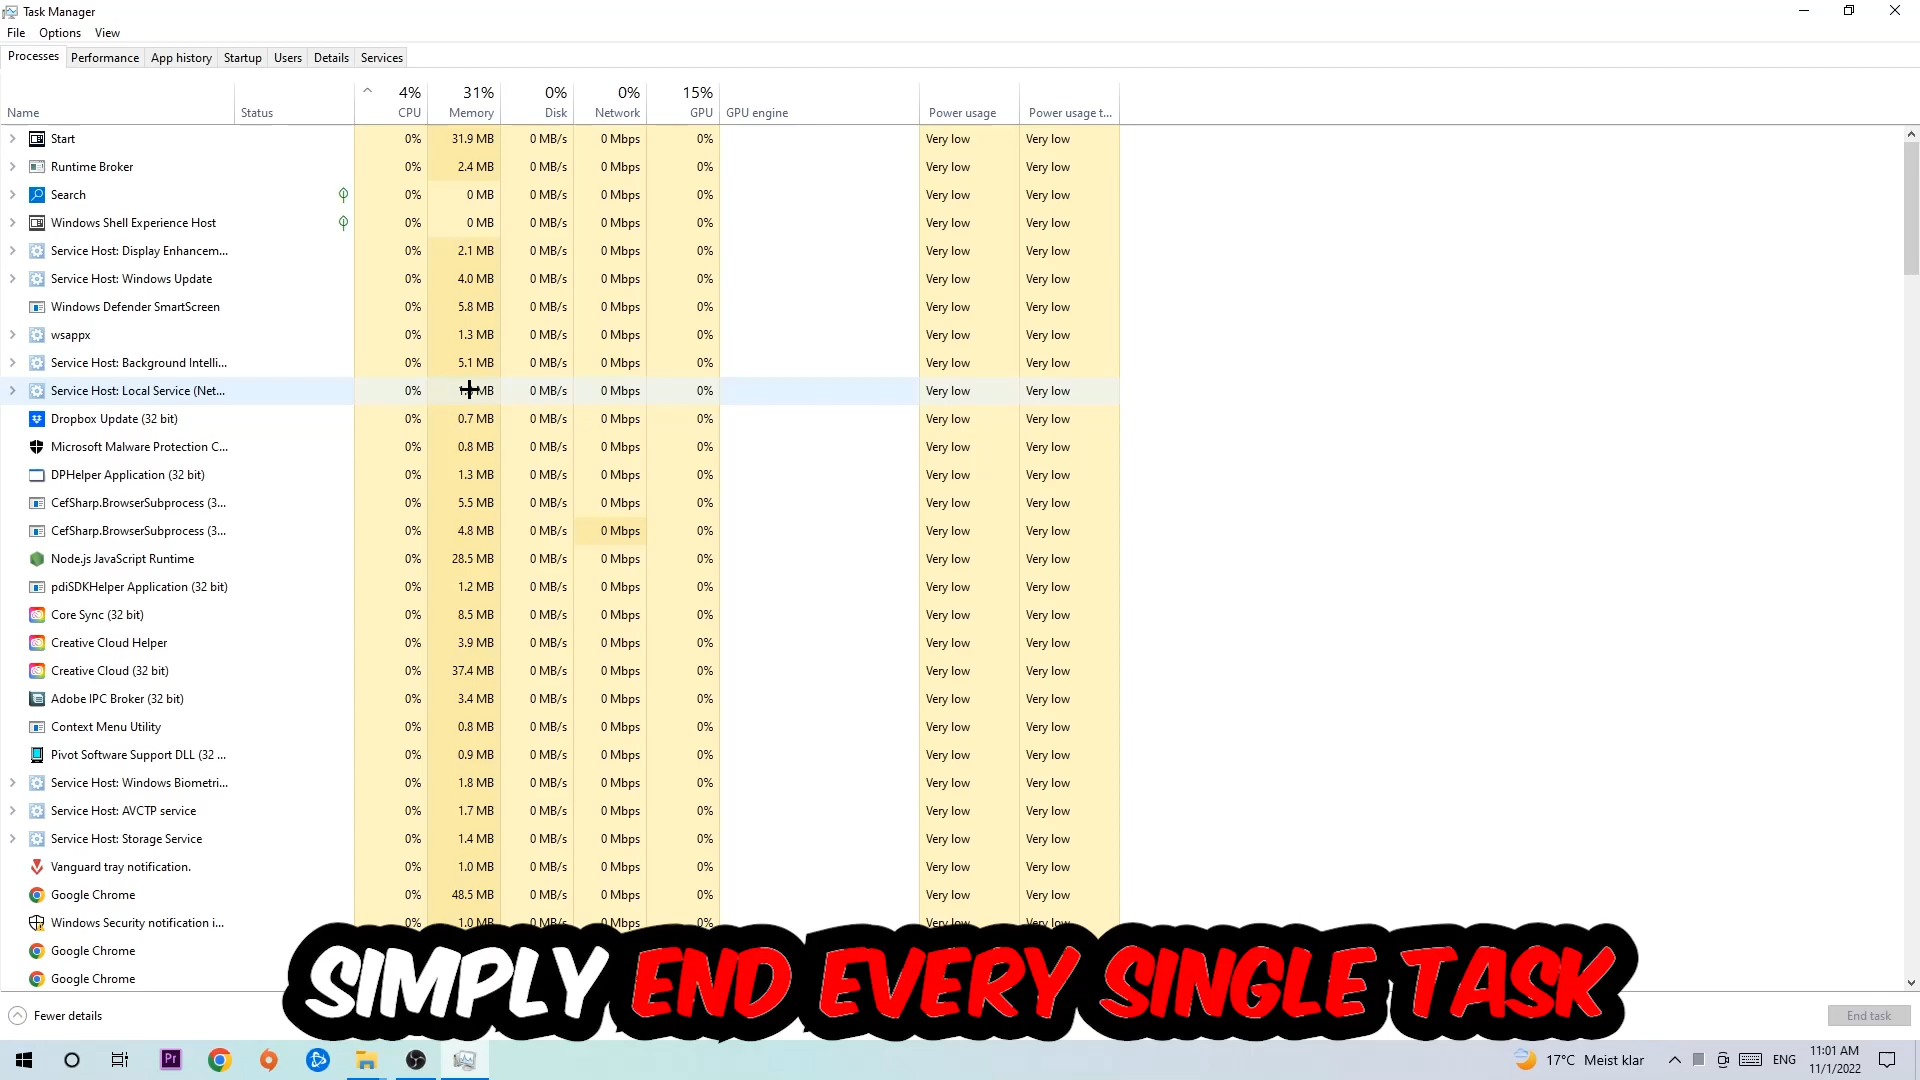 Task Manager
File Options View
Processes Performance App history Startup Users Details Services
4% 31% 0% 0% 15%
Name Status CPU Memory Disk Network GPU GPU engine Power usage Power usage t...
Start 0% 31.9 MB 0 MB/s 0 Mbps 0% Very low Very low
Runtime Broker 0% 2.4 MB 0 MB/s 0 Mbps 0% Very low Very low
Search 0% 0 MB 0 MB/s 0 Mbps 0% Very low Very low
Windows Shell Experience Host 0% 0 MB 0 MB/s 0 Mbps 0% Very low Very low
Service Host: Display Enhancem... 0% 2.1 MB 0 MB/s 0 Mbps 0% Very low Very low
Service Host: Windows Update 0% 4.0 MB 0 MB/s 0 Mbps 0% Very low Very low
Windows Defender SmartScreen 0% 5.8 MB 0 MB/s 0 Mbps 0% Very low Very low
wsappx 0% 1.3 MB 0 MB/s 0 Mbps 0% Very low Very low
Service Host: Background Intelli... 0% 5.1 MB 0 MB/s 0 Mbps 0% Very low Very low
Service Host: Local Service (Net... 0% MB 0 MB/s 0 Mbps 0% Very low Very low
Dropbox Update (32 bit) 0% 0.7 MB 0 MB/s 0 Mbps 0% Very low Very low
Microsoft Malware Protection C... 0% 0.8 MB 0 MB/s 0 Mbps 0% Very low Very low
DPHelper Application (32 bit) 0% 1.3 MB 0 MB/s 0 Mbps 0% Very low Very low
CefSharp.BrowserSubprocess (3... 0% 5.5 MB 0 MB/s 0 Mbps 0% Very low Very low
CefSharp.BrowserSubprocess (3... 0% 4.8 MB 0 MB/s 0 Mbps 0% Very low Very low
Node.js JavaScript Runtime 0% 28.5 MB 0 MB/s 0 Mbps 0% Very low Very low
pdiSDKHelper Application (32 bit) 0% 1.2 MB 0 MB/s 0 Mbps 0% Very low Very low
Core Sync (32 bit) 0% 8.5 MB 0 MB/s 0 Mbps 0% Very low Very low
Creative Cloud Helper 0% 3.9 MB 0 MB/s 0 Mbps 0% Very low Very low
Creative Cloud (32 bit) 0% 37.4 MB 0 MB/s 0 Mbps 0% Very low Very low
Adobe IPC Broker (32 bit) 0% 3.4 MB 0 MB/s 0 Mbps 0% Very low Very low
Context Menu Utility 0% 0.8 MB 0 MB/s 0 Mbps 0% Very low Very low
Pivot Software Support DLL (32 ... 0% 0.9 MB 0 MB/s 0 Mbps 0% Very low Very low
Service Host: Windows Biometri... 0% 1.8 MB 0 MB/s 0 Mbps 0% Very low Very low
Service Host: AVCTP service 0% 1.7 MB 0 MB/s 0 Mbps 0% Very low Very low
Service Host: Storage Service 0% 1.4 MB 0 MB/s 0 Mbps 0% Very low Very low
Vanguard tray notification. 0% 1.0 MB 0 MB/s 0 Mbps 0% Very low Very low
Google Chrome 0% 48.5 MB 0 MB/s 0 Mbps 0% Very low Very low
Windows Security notification i... 0% 1.0 MB 0 MB/s 0 Mbps 0% Very low Very low
Google Chrome
Google Chrome
SIMPLY END EVERY SINGLE TASK
Fewer details End task
Pr 17°C Meist klar ENG 11:01 AM
11/1/2022